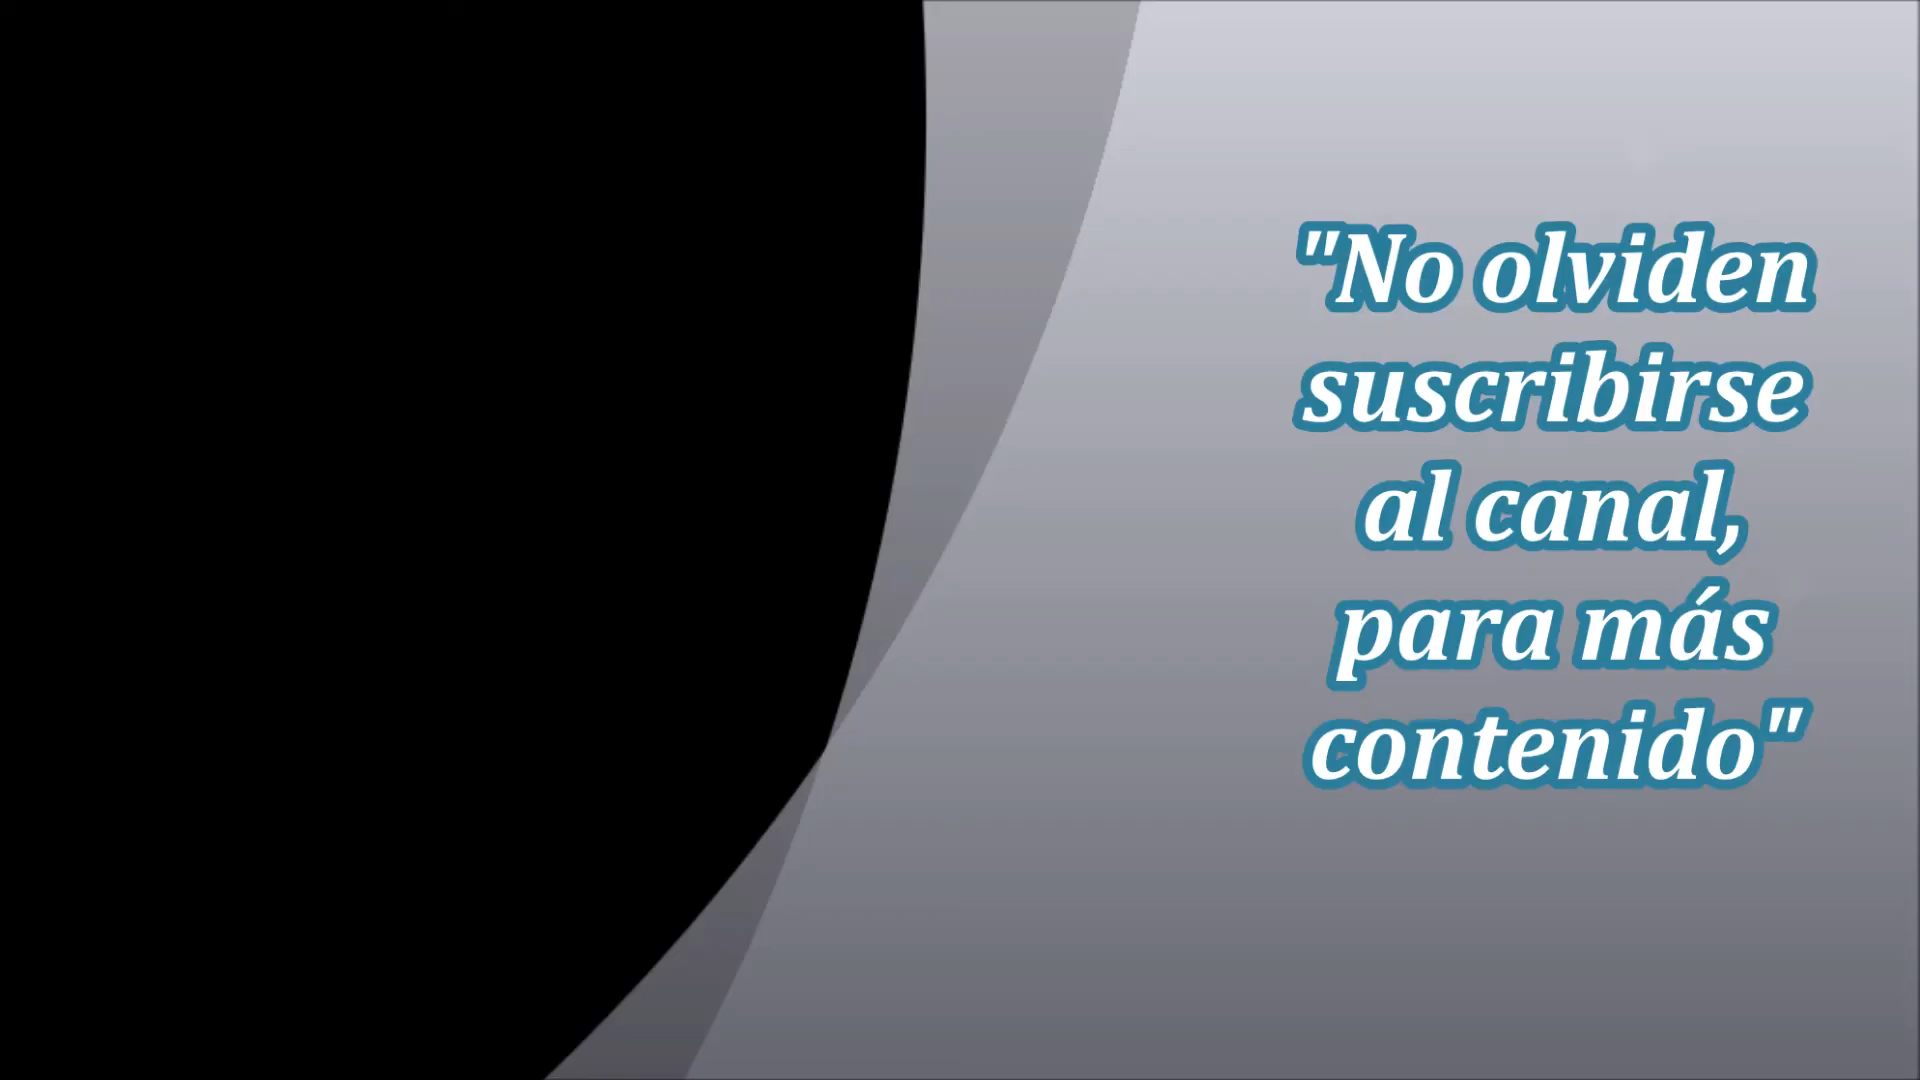 "No olviden
suscribirse
al canal,
para más
contenido"